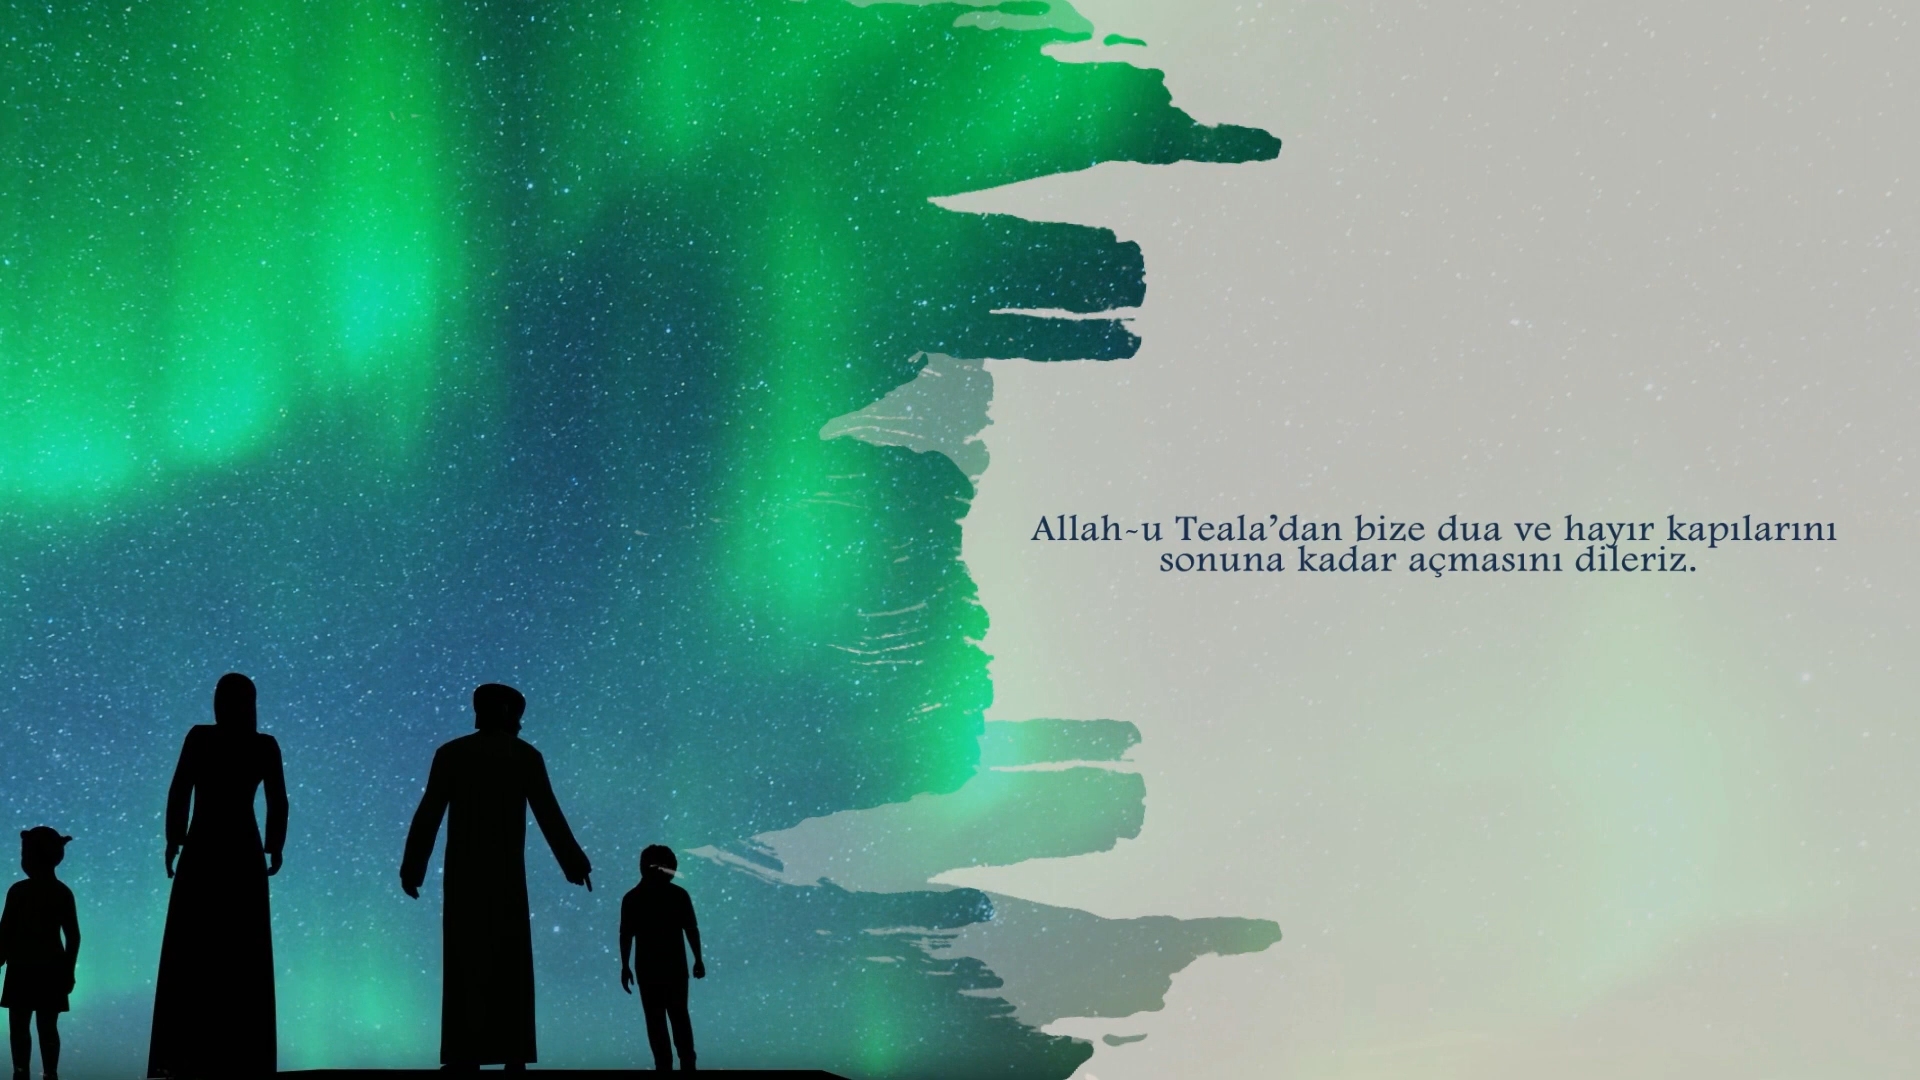 Allah-u Teala’dan bize dua ve hayır kapılarını
sonuna kadar açmasını dileriz.